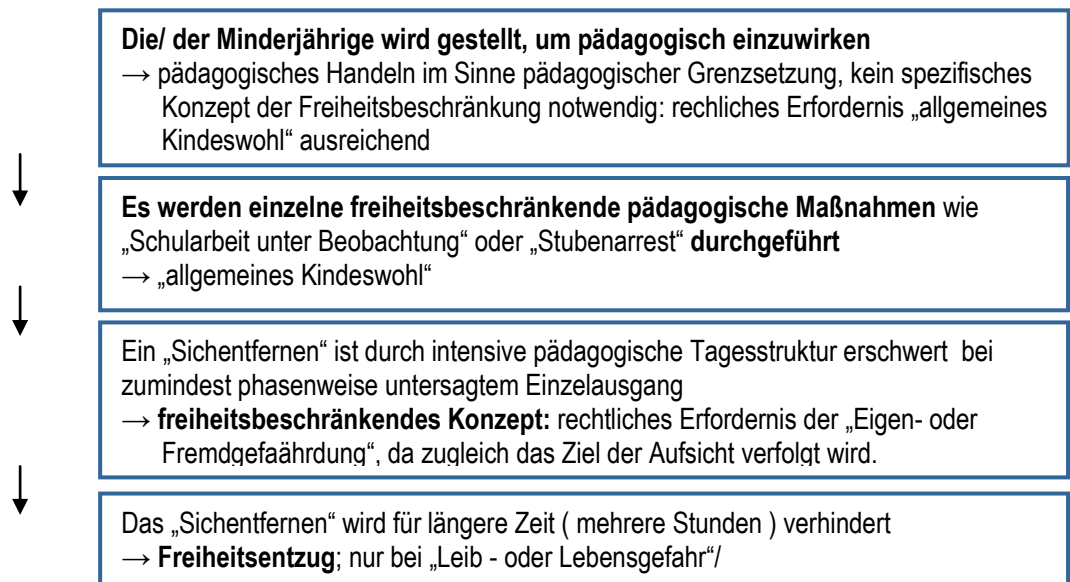 Die/ der Minderjährige wird gestellt, um pädagogisch einzuwirken
→ pädagogisches Handeln im Sinne pädagogischer Grenzsetzung, kein spezifisches
Konzept der Freiheitsbeschränkung notwendig: rechliches Erfordernis „allgemeines
Kindeswohl“ ausreichend
Es werden einzelne freiheitsbeschränkende pädagogische Maßnahmen wie
„Schularbeit unter Beobachtung“ oder „Stubenarrest“ durchgeführt
→ „allgemeines Kindeswohl“
Ein „Sichentfernen“ ist durch intensive pädagogische Tagesstruktur erschwert bei
zumindest phasenweise untersagtem Einzelausgang
→ freiheitsbeschränkendes Konzept: rechtliches Erfordernis der „Eigen- oder
Fremdgefaährdung“, da zugleich das Ziel der Aufsicht verfolgt wird.
Das „Sichentfernen“ wird für längere Zeit ( mehrere Stunden ) verhindert
→ Freiheitsentzug; nur bei „Leib - oder Lebensgefahr“/